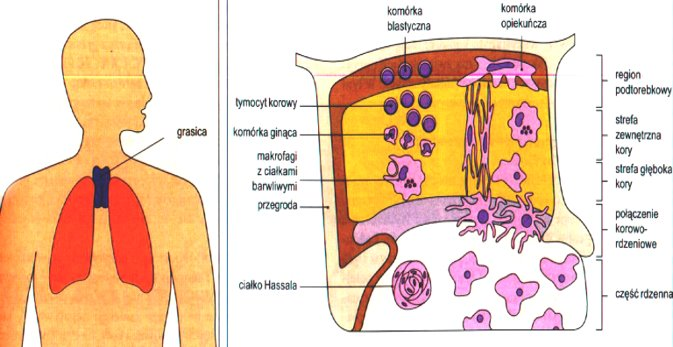 grasica
komórka
blastyczna
komórka
opiekuńcza
tymocyt korowy
komórka ginąca
makrofagi
z ciałkami
barwliwymi
przegroda
ciałko Hassala
region
podtorebkowy
strefa
zewnętrzna
kory
strefa głęboka
kory
połączenie
korowo-
rdzeniowe
część rdzenna